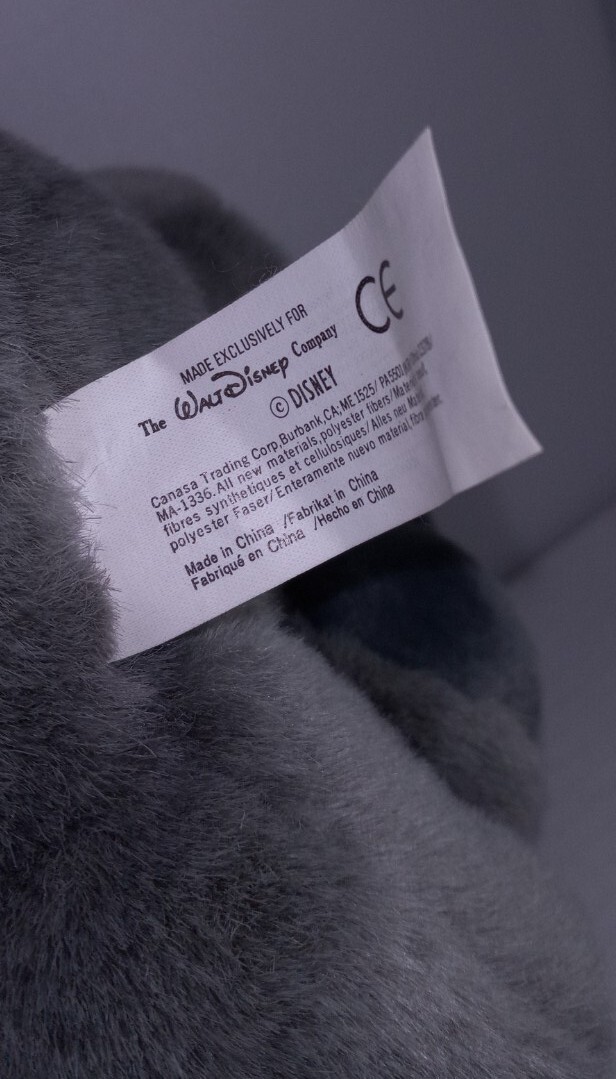 MADE EXCLUSIVELY FOR
The WALT DISNEP Company
CE
© DISNEY
Canasa Trading Corp, Burbank, CA; ME 1525/ PA5500
MA-1336. All new materials, polyester fibers/
fibres synthetiques et cellulosiques/ Alles neu
polyester Faser/ Enteramente nuevo material,
Made in China /Fabrikat in China
Fabriqué en China /Hecho en China